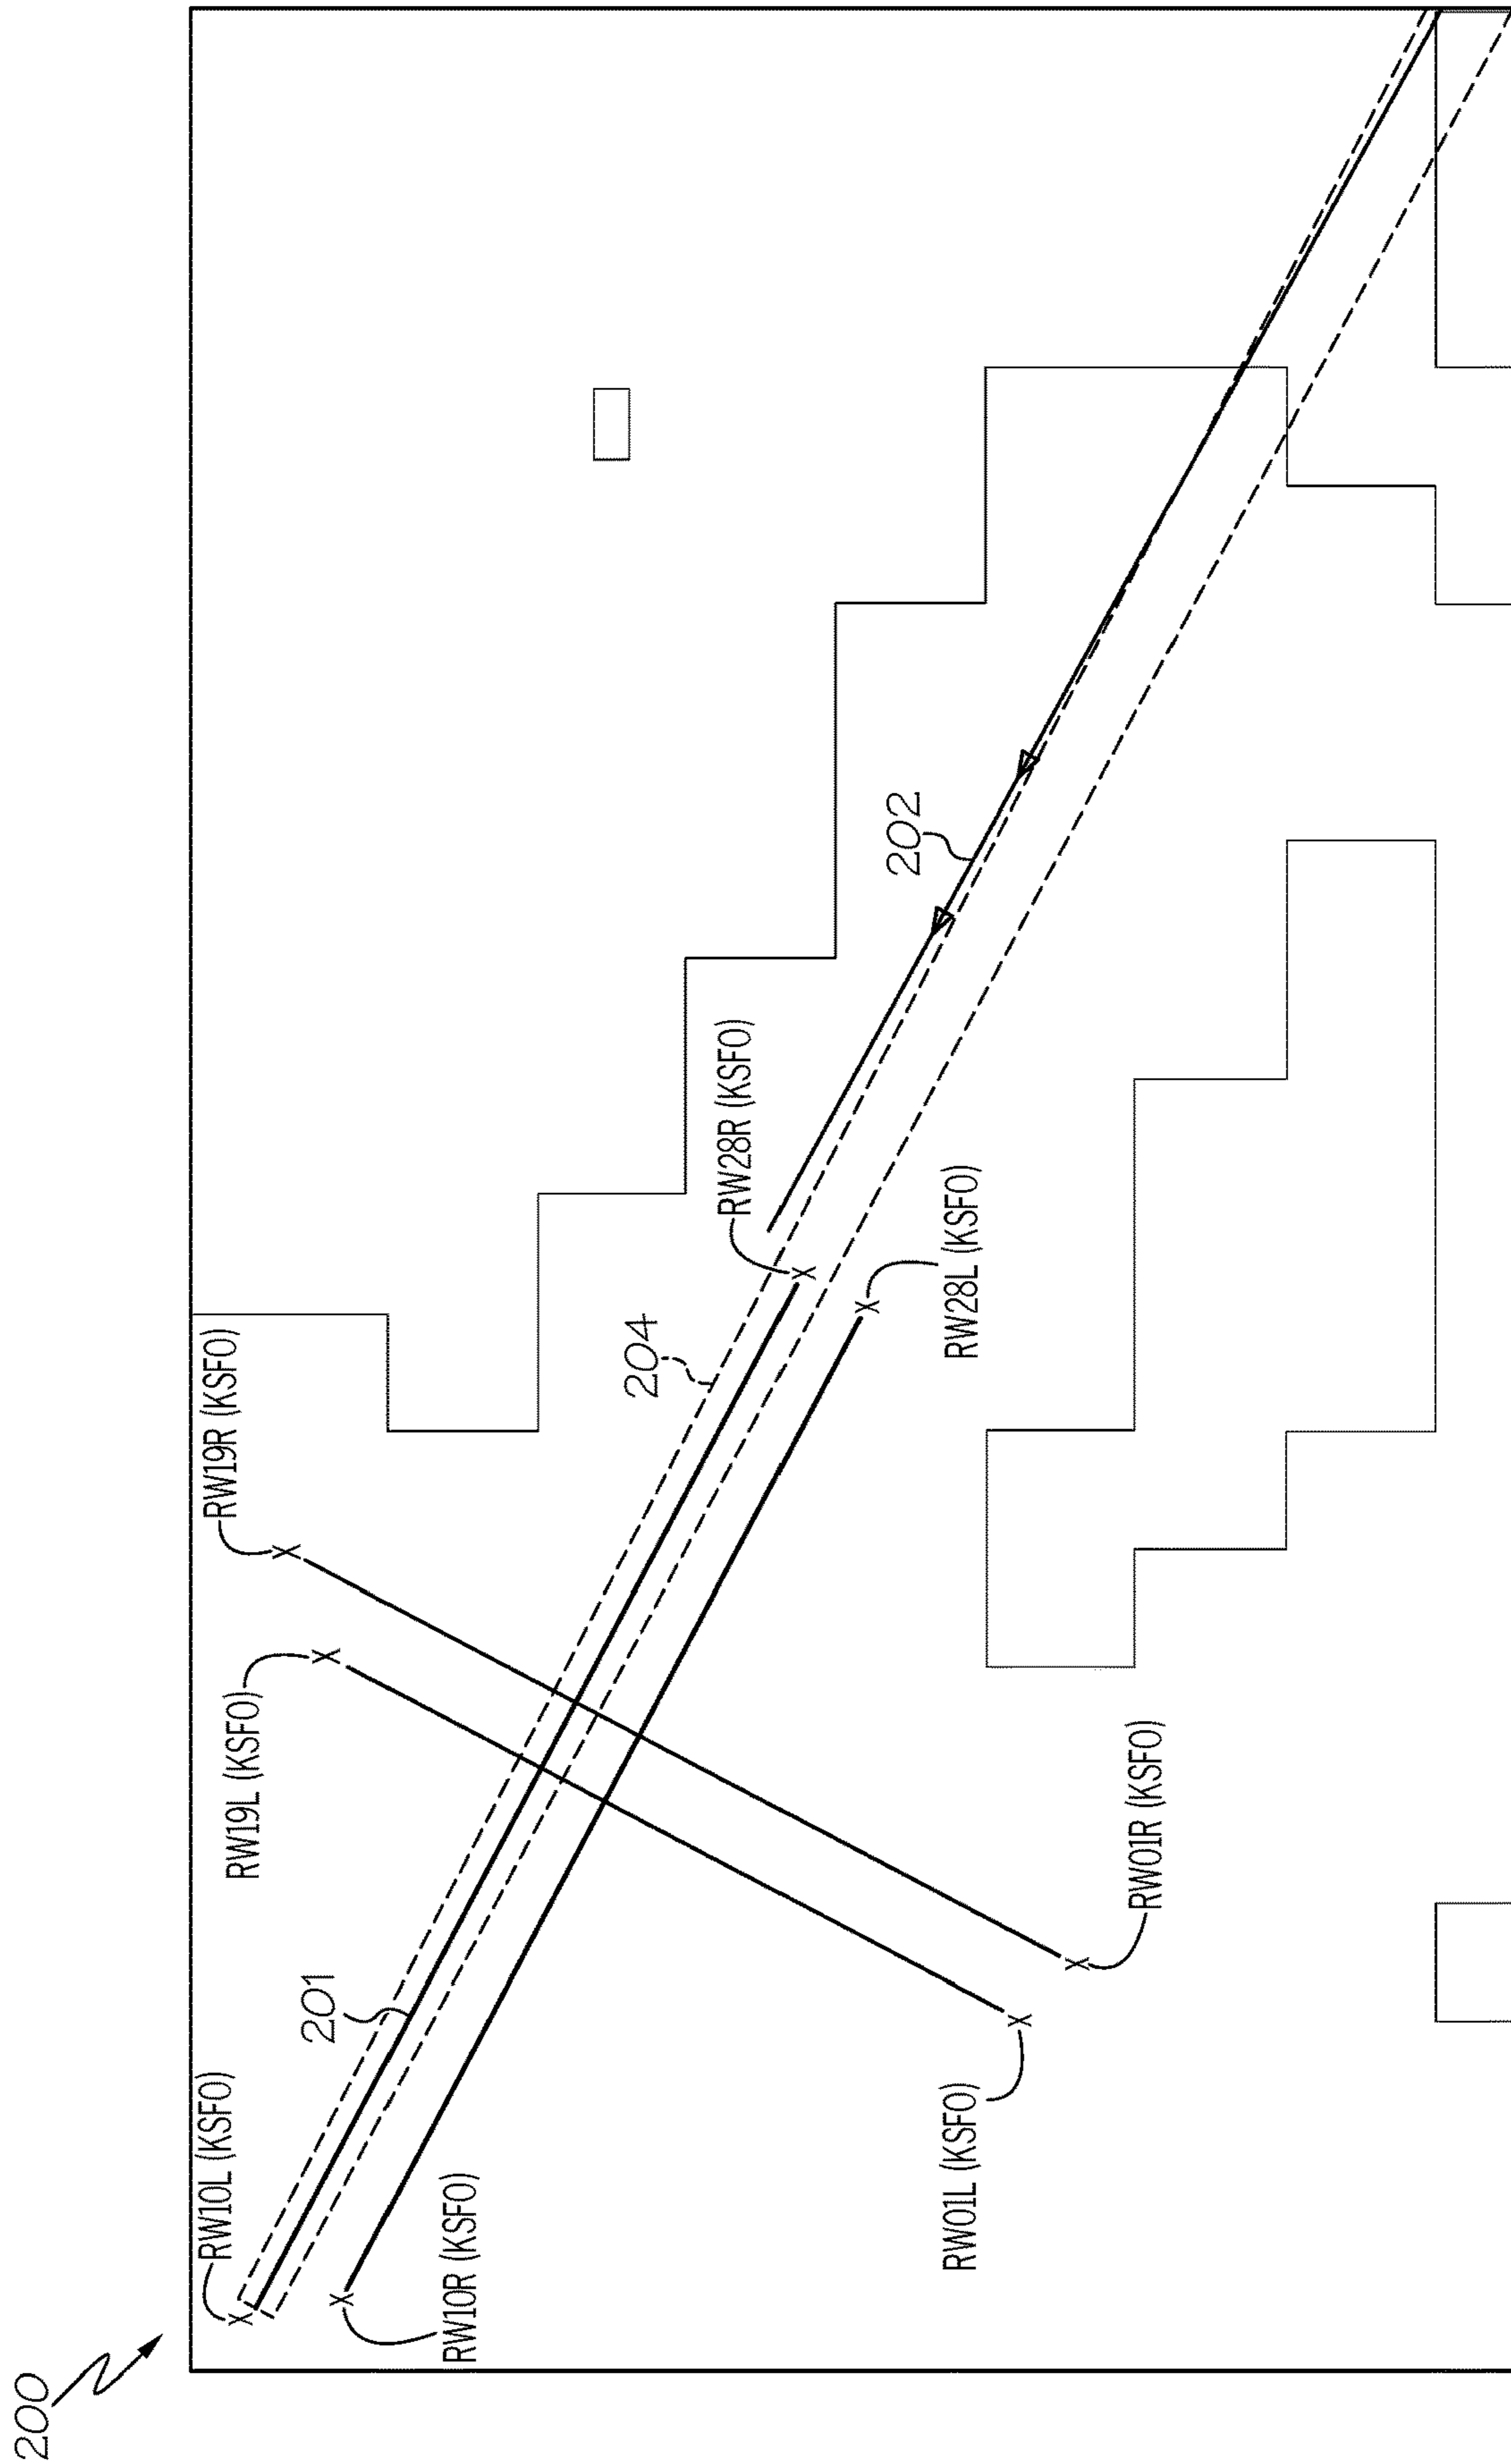 200
RW10L (KSFO)
201
RW19L (KSFO)
RW19R (KSFO)
204
RW28R (KSFO)
202
RW10R (KSFO)
RW28L (KSFO)
RW01L (KSFO)
RW01R (KSFO)
X
X
X
X
X
X
X
X